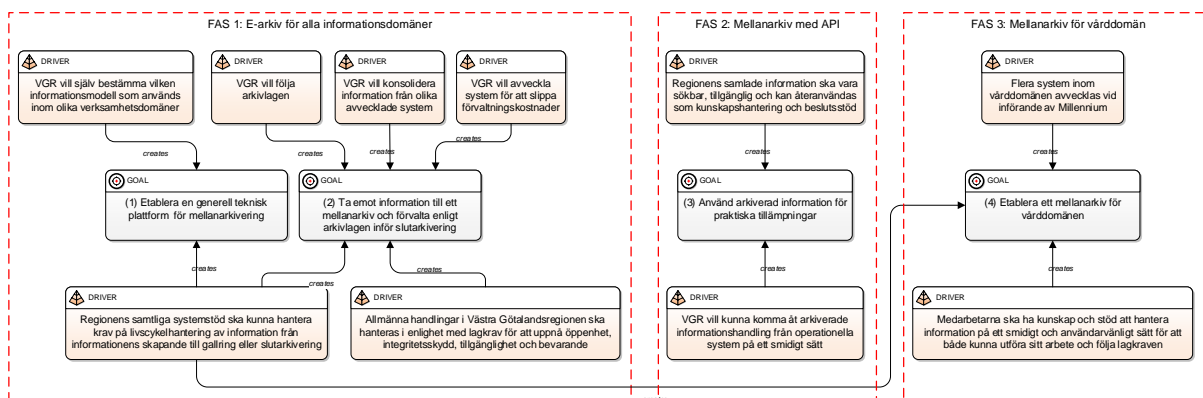 FAS 1: E-arkiv för alla informationsdomäner
DRIVER
VGR vill själv bestämma vilken
informationsmodell som används
inom olika verksamhetsdomäner
DRIVER
VGR vill följa
arkivlagen
DRIVER
VGR vill konsolidera
information från olika
avvecklade system
DRIVER
VGR vill avveckla
system för att slippa
förvaltningskostnader
creates
creates
creates
creates
GOAL
(1) Etablera en generell teknisk
plattform för mellanarkivering
GOAL
(2) Ta emot information till ett
mellanarkiv och förvalta enligt
arkivlagen inför slutarkivering
creates
creates
creates
DRIVER
Regionens samtliga systemstöd ska kunna hantera
krav på livscykelhantering av information från
informationens skapande till gallring eller slutarkivering
DRIVER
Allmänna handlingar i Västra Götalandsregionen ska
hanteras i enlighet med lagkrav för att uppnå öppenhet,
integritetsskydd, tillgänglighet och bevarande
FAS 2: Mellanarkiv med API
DRIVER
Regionens samlade information ska vara
sökbar, tillgänglig och kan återanvändas
som kunskapshantering och beslutsstöd
creates
GOAL
(3) Använd arkiverad information för
praktiska tillämpningar
creates
DRIVER
VGR vill kunna komma åt arkiverade
informationshandling från operationella
system på ett smidigt sätt
FAS 3: Mellanarkiv för vårddomän
DRIVER
Flera system inom
vårddomänen avvecklas vid
införande av Millennium
creates
GOAL
(4) Etablera ett mellanarkiv för
vårddomänen
creates
DRIVER
Medarbetarna ska ha kunskap och stöd att hantera
information på ett smidigt och användarvänligt sätt för att
både kunna utföra sitt arbete och följa lagkraven